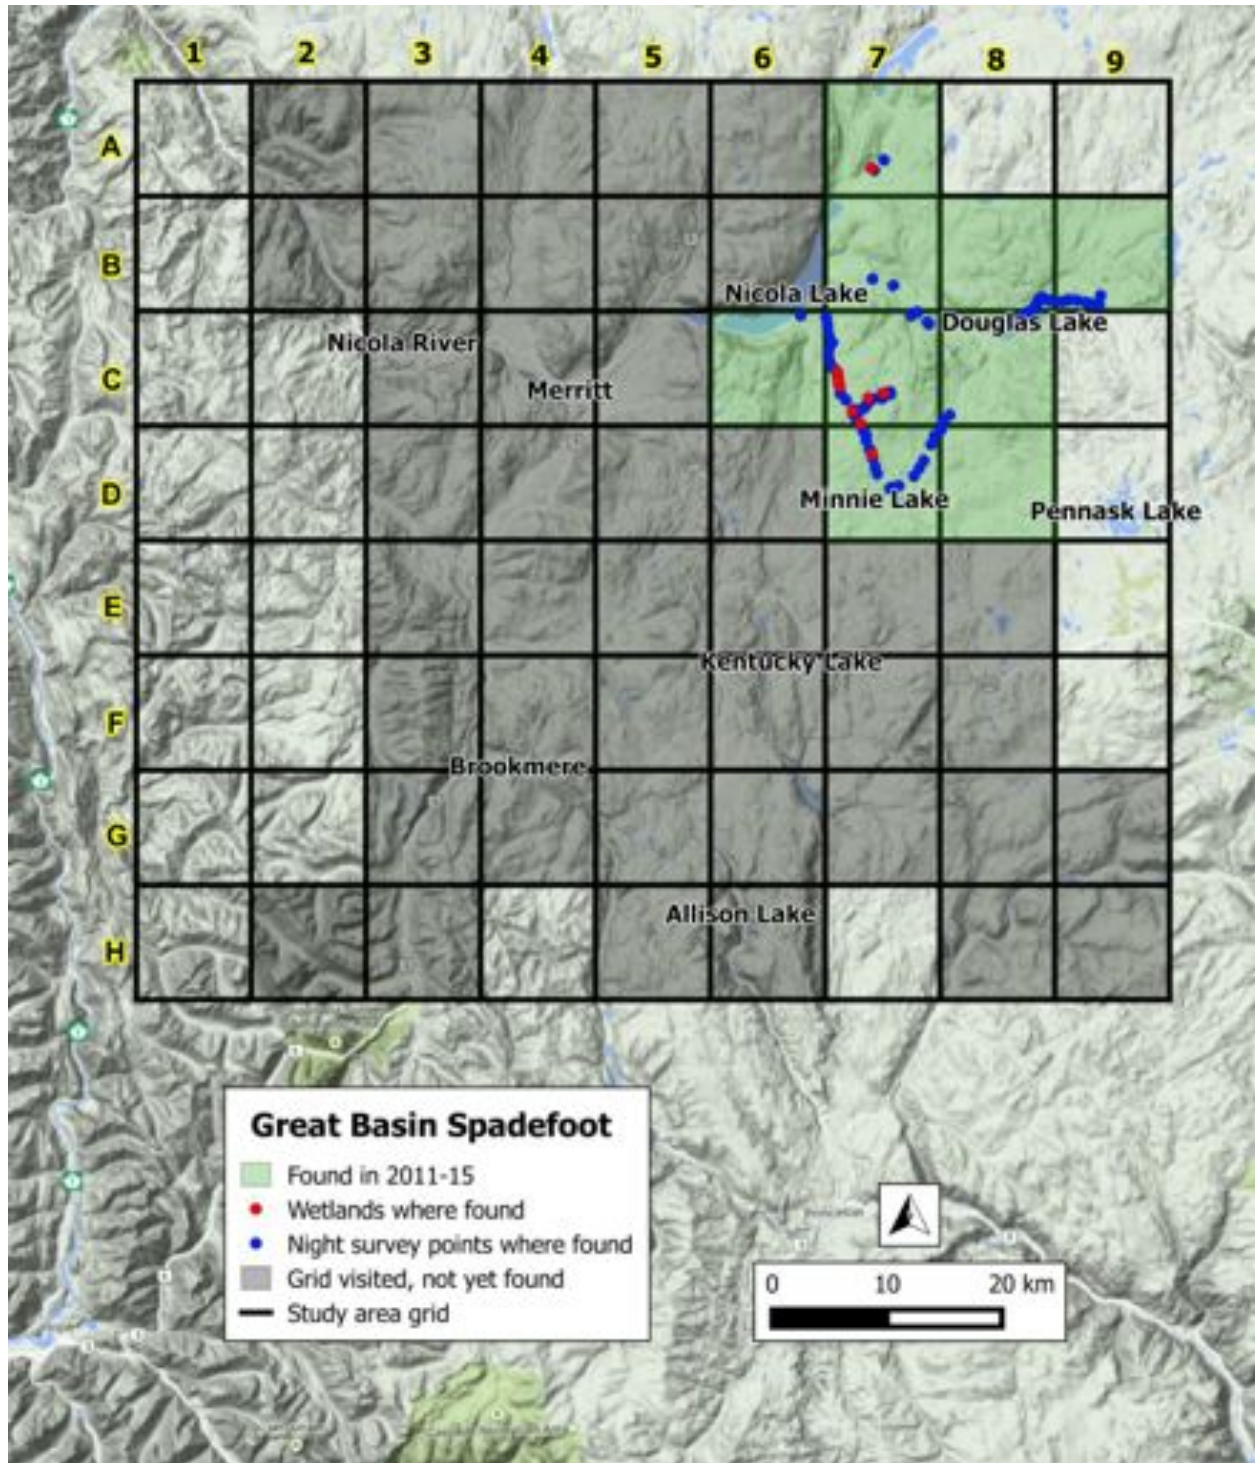 1 2 3 4 5 6 7 8 9
A
B
Nicola Lake
Douglas Lake
Nicola River
C
Merritt
D
Minnie Lake
Pennask Lake
E
Kentucky Lake
F
Brookmere
G
Allison Lake
H
Great Basin Spadefoot
Found in 2011-15
Wetlands where found
Night survey points where found
Grid visited, not yet found
Study area grid
0 10 20 km